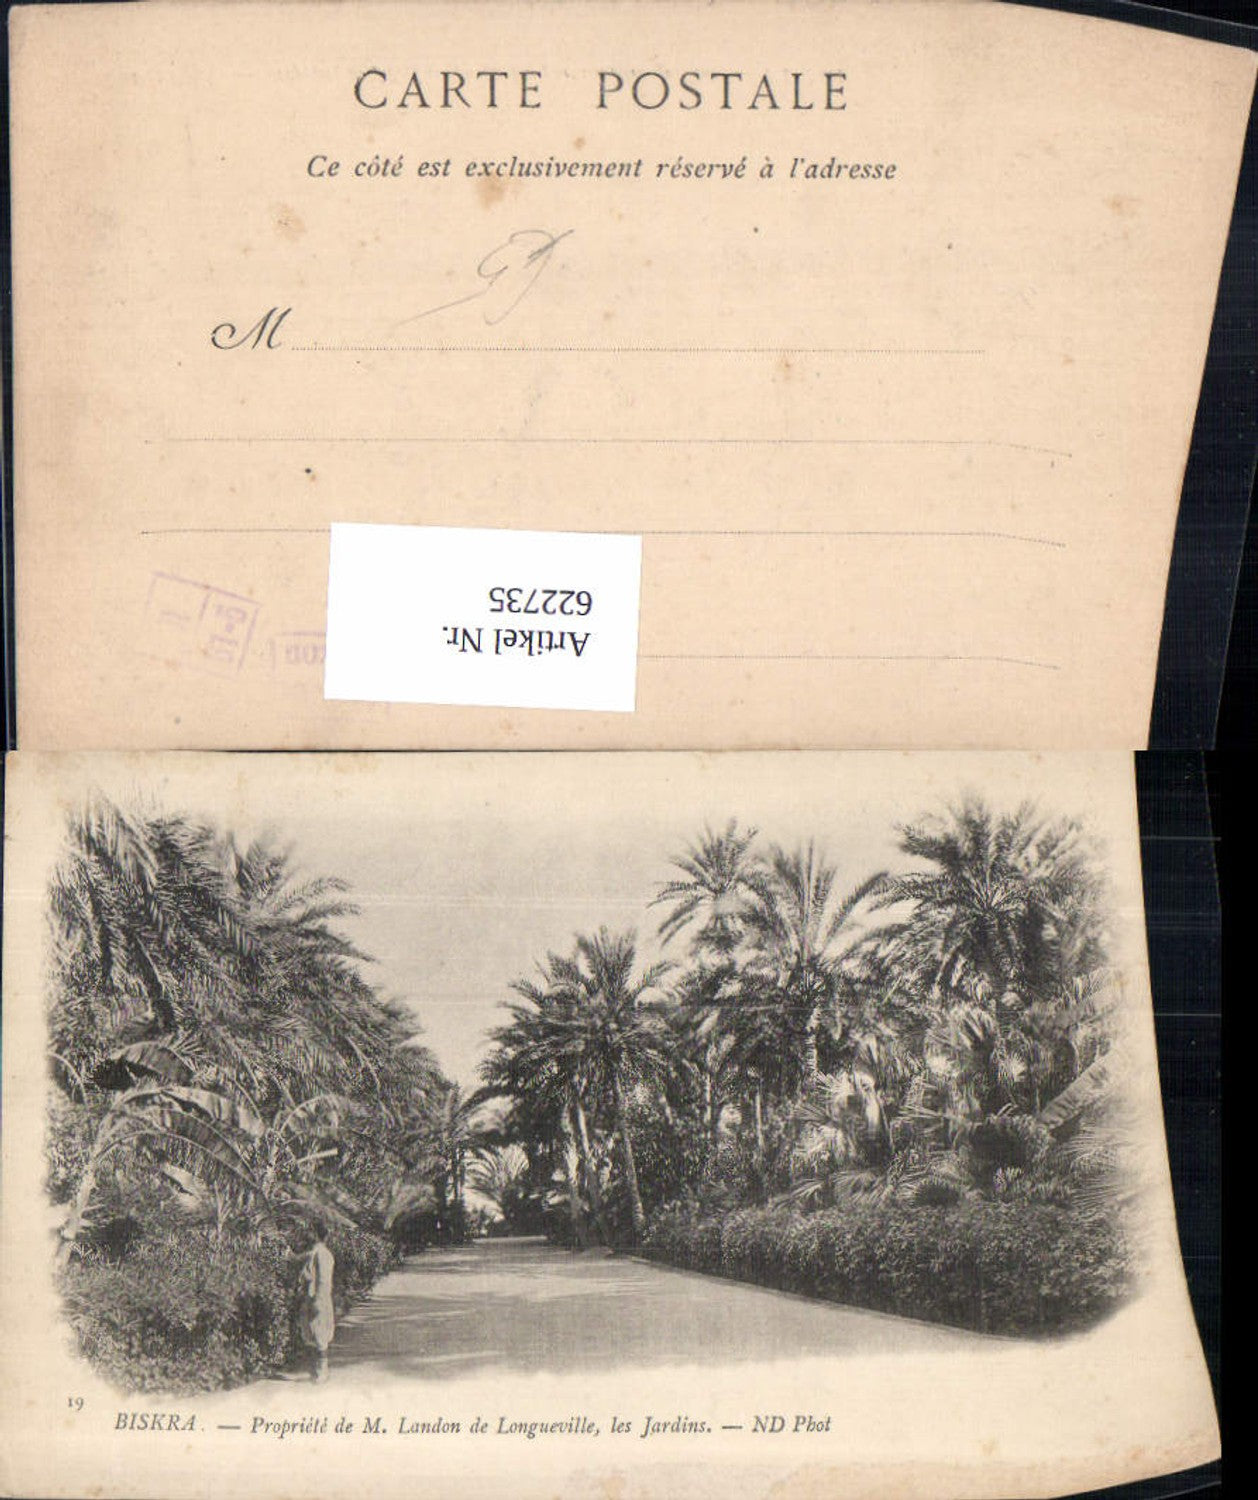 CARTE POSTALE
Ce côté est exclusivement réservé à l'adresse
M
Artikel Nr.
622735
19
BISKRA. — Propriété de M. Landon de Longueville, les Jardins. — ND Phot